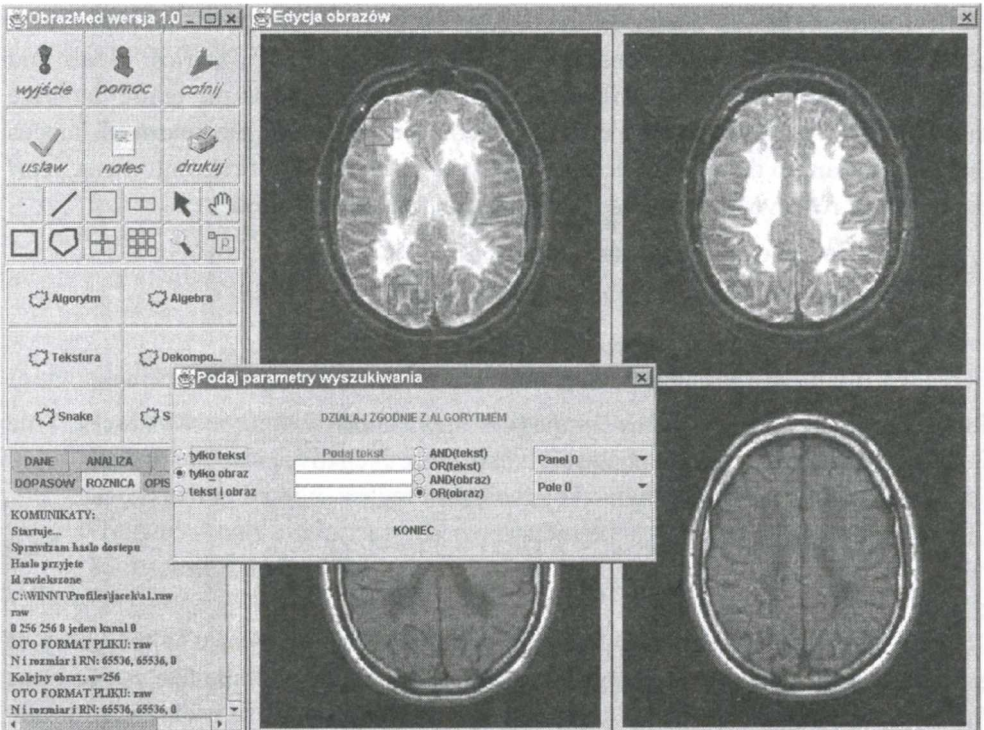 ObrazMed wersja 1.0
wyjście pomoc cofnij
ustaw notes drukuj
P
Algorytm Algebra
Tekstura Dekompo...
Snake S
DANE ANALIZA
DOPASOW ROZNICA OPIS
KOMUNIKATY:
Startuje...
Sprawdzam haslo dostepu
Haslo przyjete
Id zwiekszone
C:\WINNT\Profiles\jacek\a1.raw
raw
0 256 256 8 jeden kanal 0
OTO FORMAT PLIKU: raw
N i rozmiar i RN: 65536, 65536, 0
Kolejny obraz: w=256
OTO FORMAT PLIKU: raw
N i rozmiar i RN: 65536, 65536, 0
Edycja obrazów
Podaj parametry wyszukiwania
DZIALAJ ZGODNIE Z ALGORYTMEM
tylko tekst
tylko obraz
tekst i obraz
Podaj tekst
AND(tekst)
OR(tekst)
AND(obraz)
OR(obraz)
Panel 0
Pole 0
KONIEC